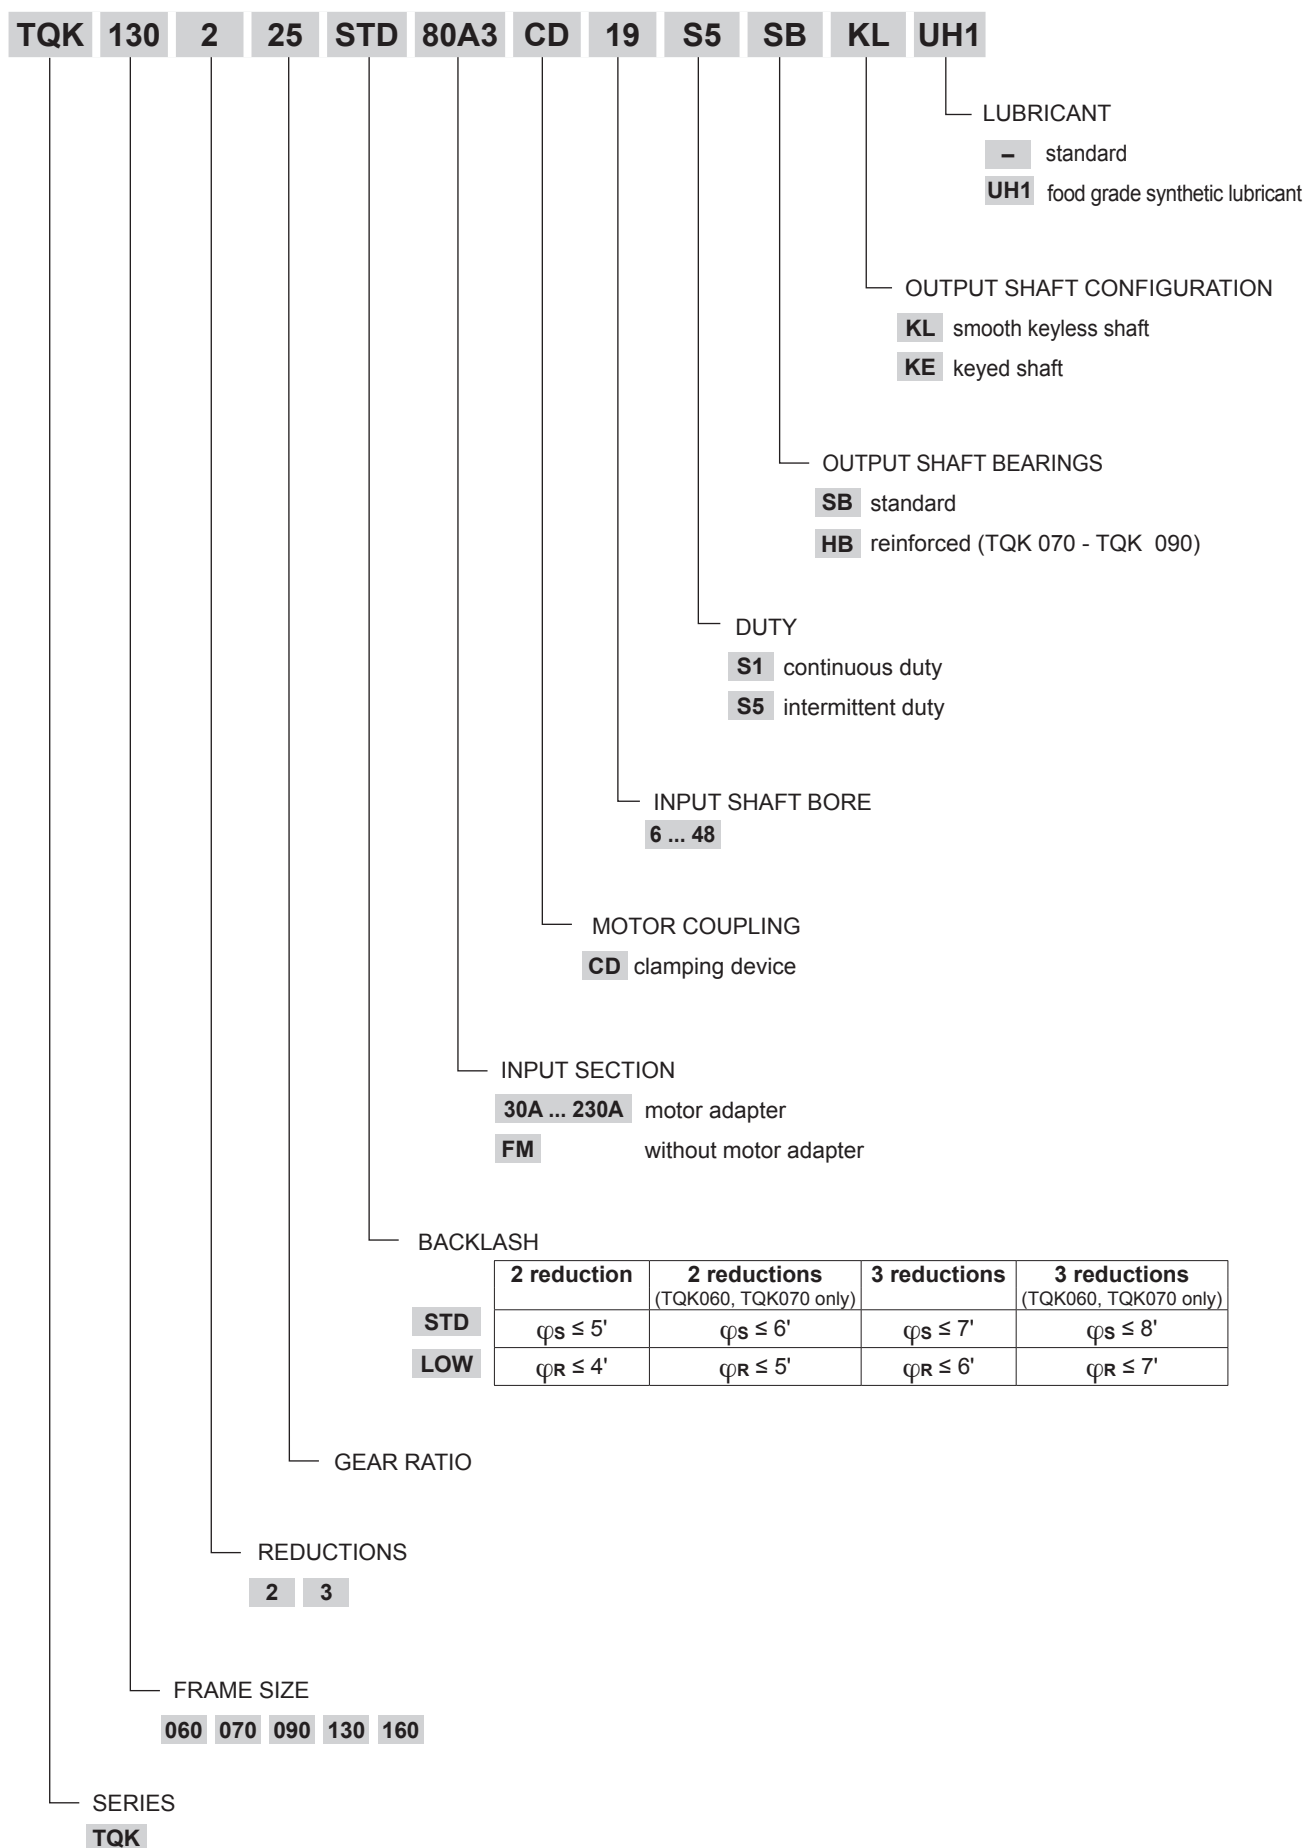 TQK 130 2 25 STD 80A3 CD 19 S5 SB KL UH1
LUBRICANT
– standard
UH1 food grade synthetic lubricant
OUTPUT SHAFT CONFIGURATION
KL smooth keyless shaft
KE keyed shaft
OUTPUT SHAFT BEARINGS
SB standard
HB reinforced (TQK 070 - TQK 090)
DUTY
S1 continuous duty
S5 intermittent duty
INPUT SHAFT BORE
6 ... 48
MOTOR COUPLING
CD clamping device
INPUT SECTION
30A ... 230A motor adapter
FM without motor adapter
BACKLASH
2 reduction 2 reductions 3 reductions 3 reductions
(TQK060, TQK070 only) (TQK060, TQK070 only)
STD φS ≤ 5' φS ≤ 6' φS ≤ 7' φS ≤ 8'
LOW φR ≤ 4' φR ≤ 5' φR ≤ 6' φR ≤ 7'
GEAR RATIO
REDUCTIONS
2 3
FRAME SIZE
060 070 090 130 160
SERIES
TQK